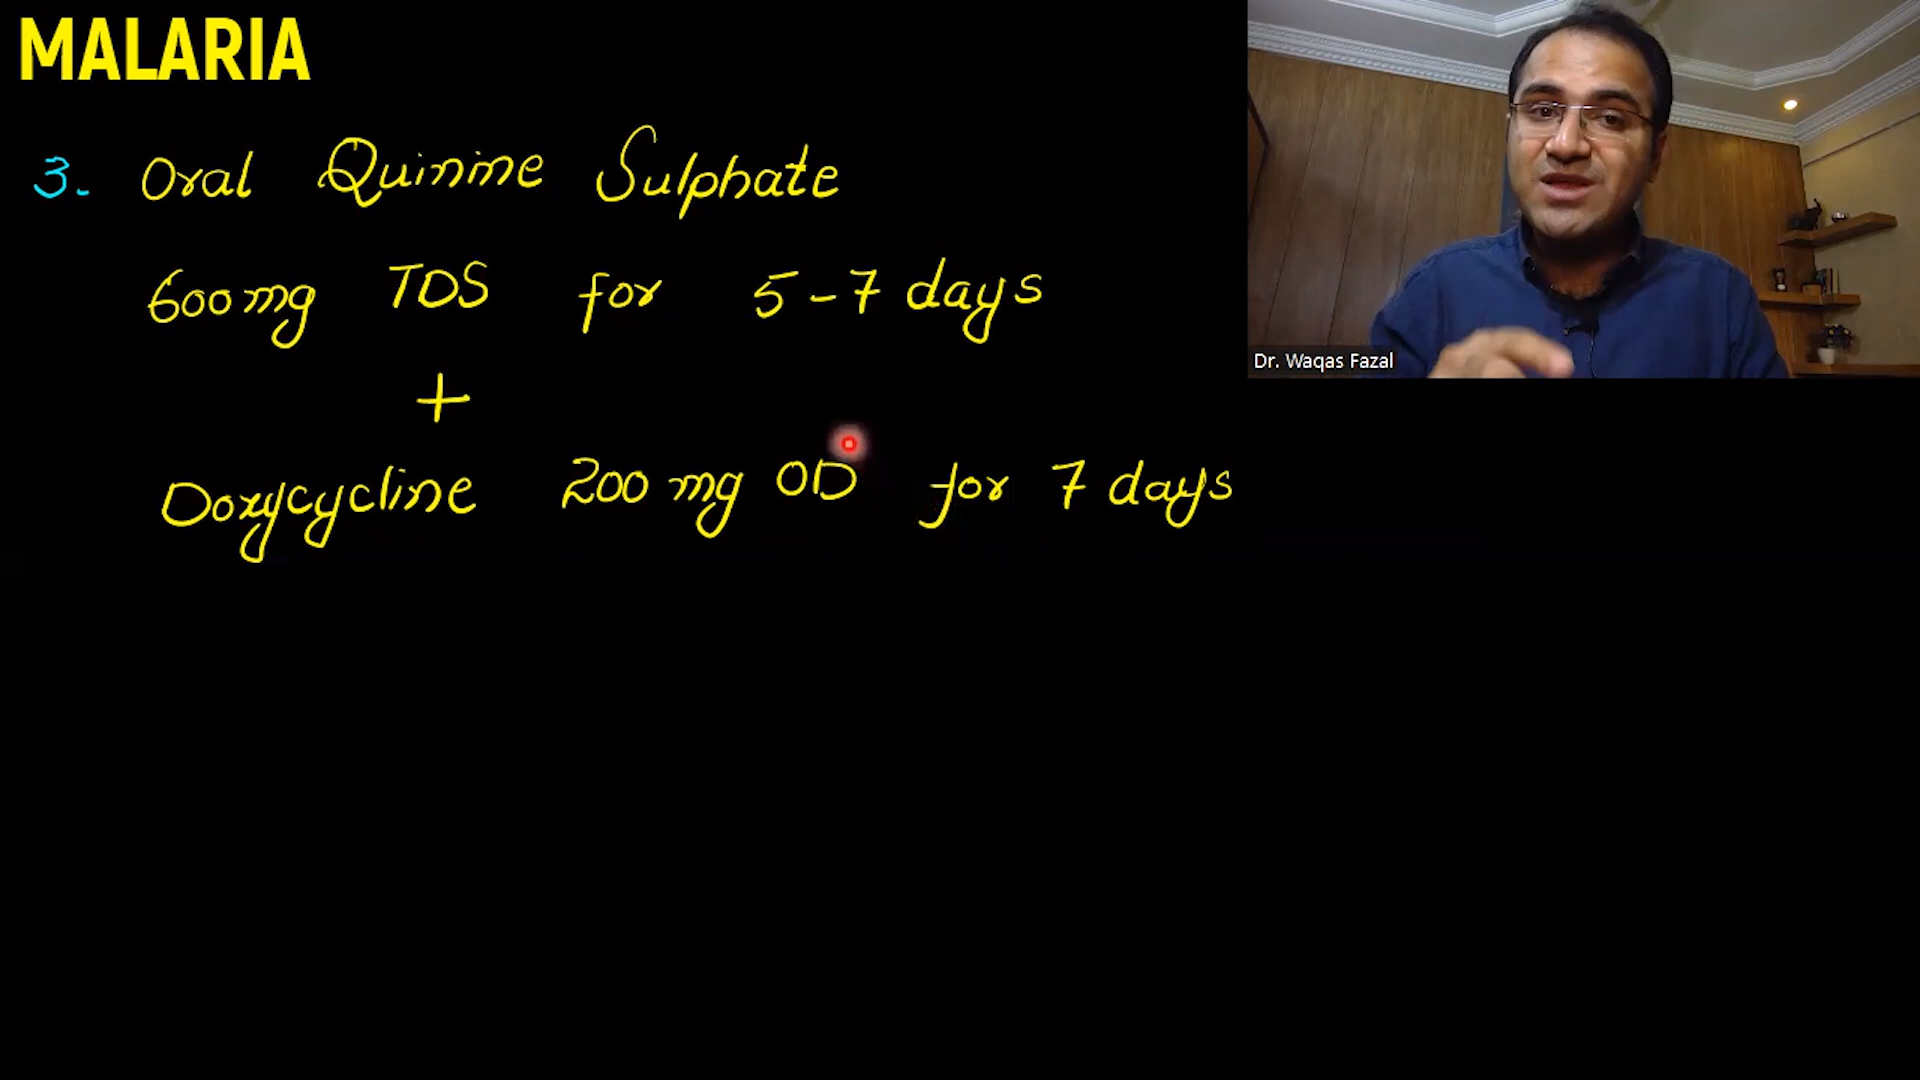 MALARIA
3. Oral Quinine Sulphate
600mg TDS for 5-7 days
+
Doxycycline 200 mg OD for 7 days
Dr. Waqas Fazal